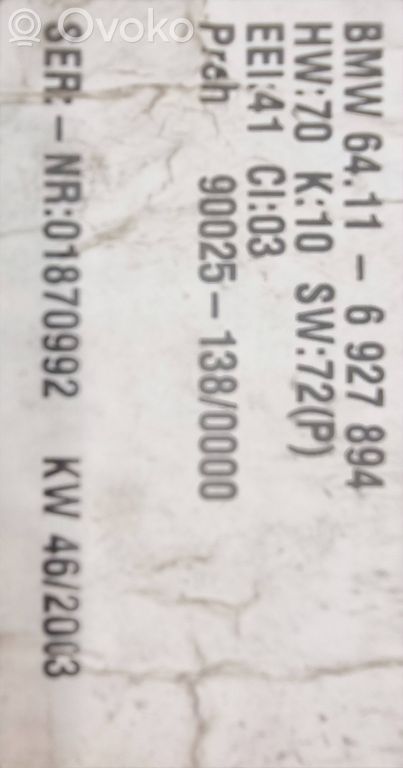 Ovoko
BMW 64.11 - 6 927 894
HW:70 K:10 SW:72(P)
EEI:41 CI:03
Prch 90025-138/0000
SER:-NR:01870992 KW 46/2003